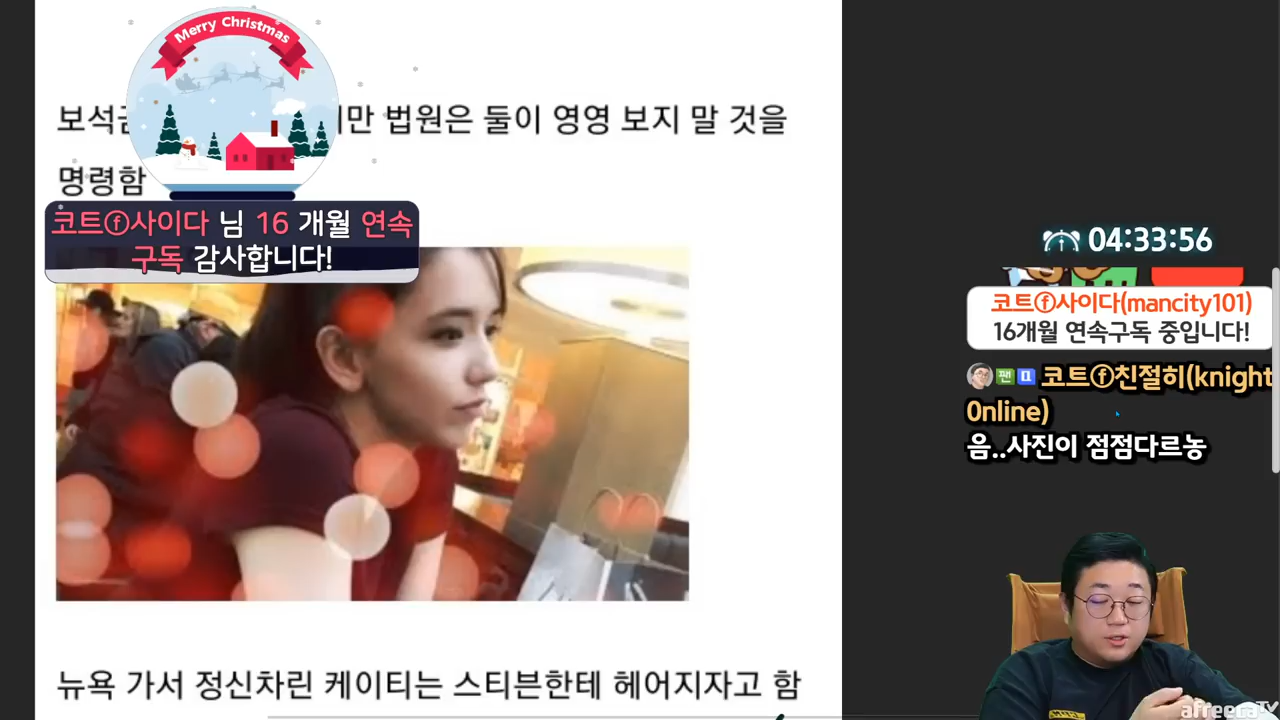 Merry Christmas
만 법원은 둘이 영영 보지 말 것을
명령함
코트ⓕ사이다 님 16 개월 연속
구독 감사합니다!
04:33:56
코트ⓕ사이다(mancity101)
16개월 연속구독 중입니다!
팬 코트ⓕ친절히(knight
0nline)
음..사진이 점점다르농
뉴욕 가서 정신차린 케이티는 스티븐한테 헤어지자고 함
afreecaTV